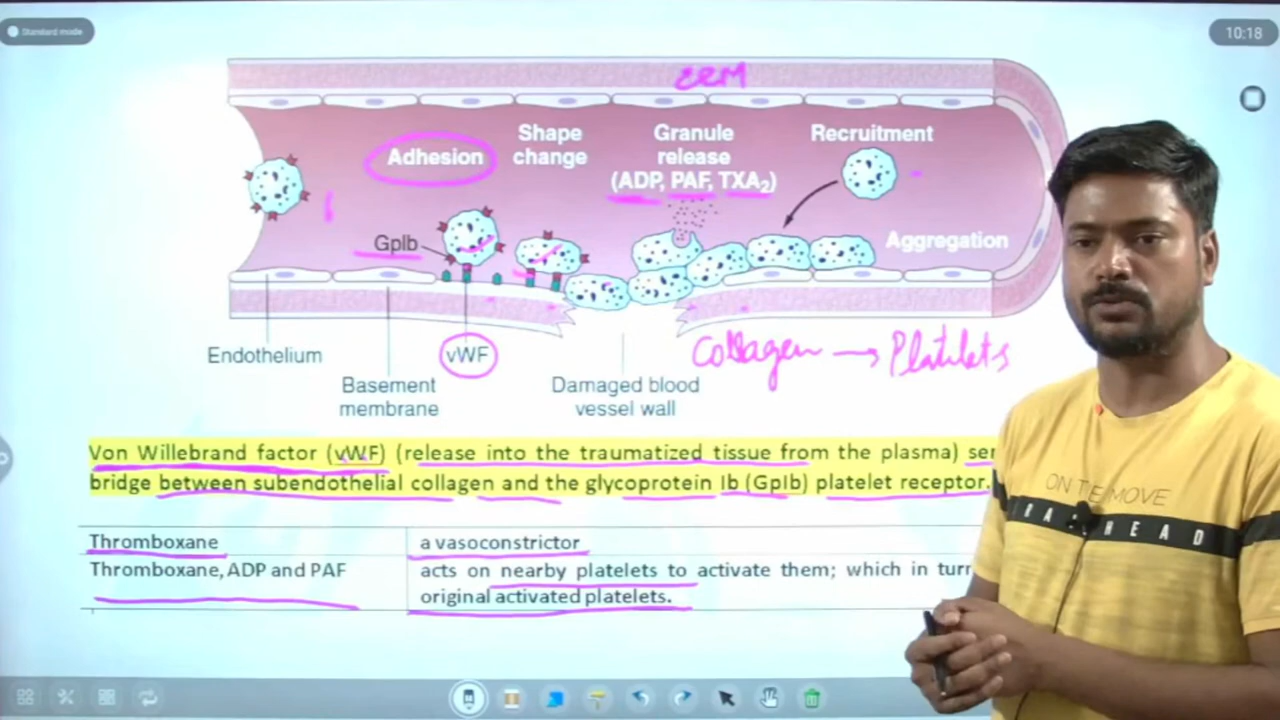 Standard mode
10:18
ECM
Adhesion
Shape
change
Granule
release
(ADP, PAF, TXA₂)
Recruitment
GpIb
Aggregation
Endothelium
vWF
Collagen → Platelets
Basement
membrane
Damaged blood
vessel wall
Von Willebrand factor (vWF) (release into the traumatized tissue from the plasma) ser
bridge between subendothelial collagen and the glycoprotein Ib (GpIb) platelet receptor.
ON THE MOVE
HEAD
Thromboxane
a vasoconstrictor
Thromboxane, ADP and PAF
acts on nearby platelets to activate them; which in turn
original activated platelets.